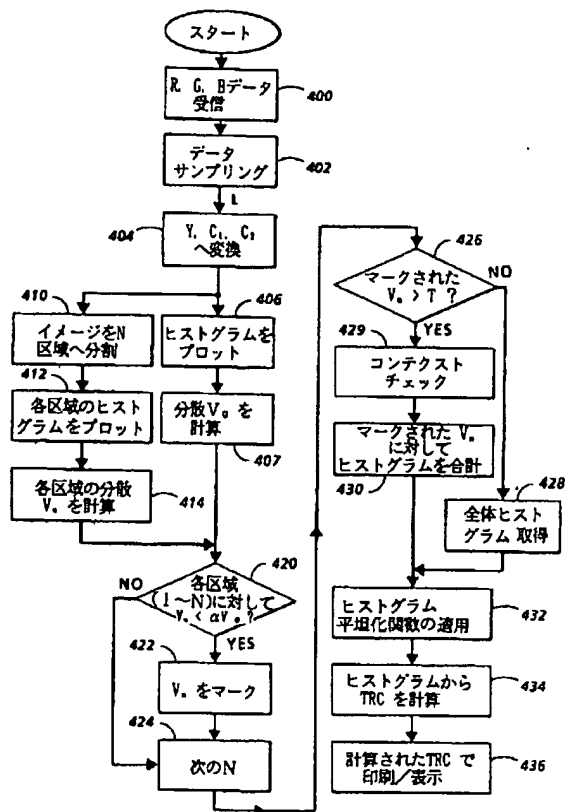 スタート
R, G, Bデータ
受信
400
データ
サンプリング
402
L
404
Y, C₁, C₂
へ変換
410
イメージをN
区域へ分割
406
ヒストグラムを
プロット
412
各区域のヒスト
グラムをプロット
分散V₀を
計算
407
各区域の分散
Vₙを計算
414
420
各区域
(1~N)に対して
Vₙ < αV₀?
NO
YES
422
Vₙをマーク
424
次のN
426
マークされた
Vₙ > T ?
NO
YES
429
コンテクスト
チェック
マークされた Vₙ
に対して
ヒストグラムを合計
430
428
全体ヒスト
グラム 取得
ヒストグラム
平坦化関数の適用
432
ヒストグラムから
TRC を計算
434
計算されたTRC で
印刷/表示
436